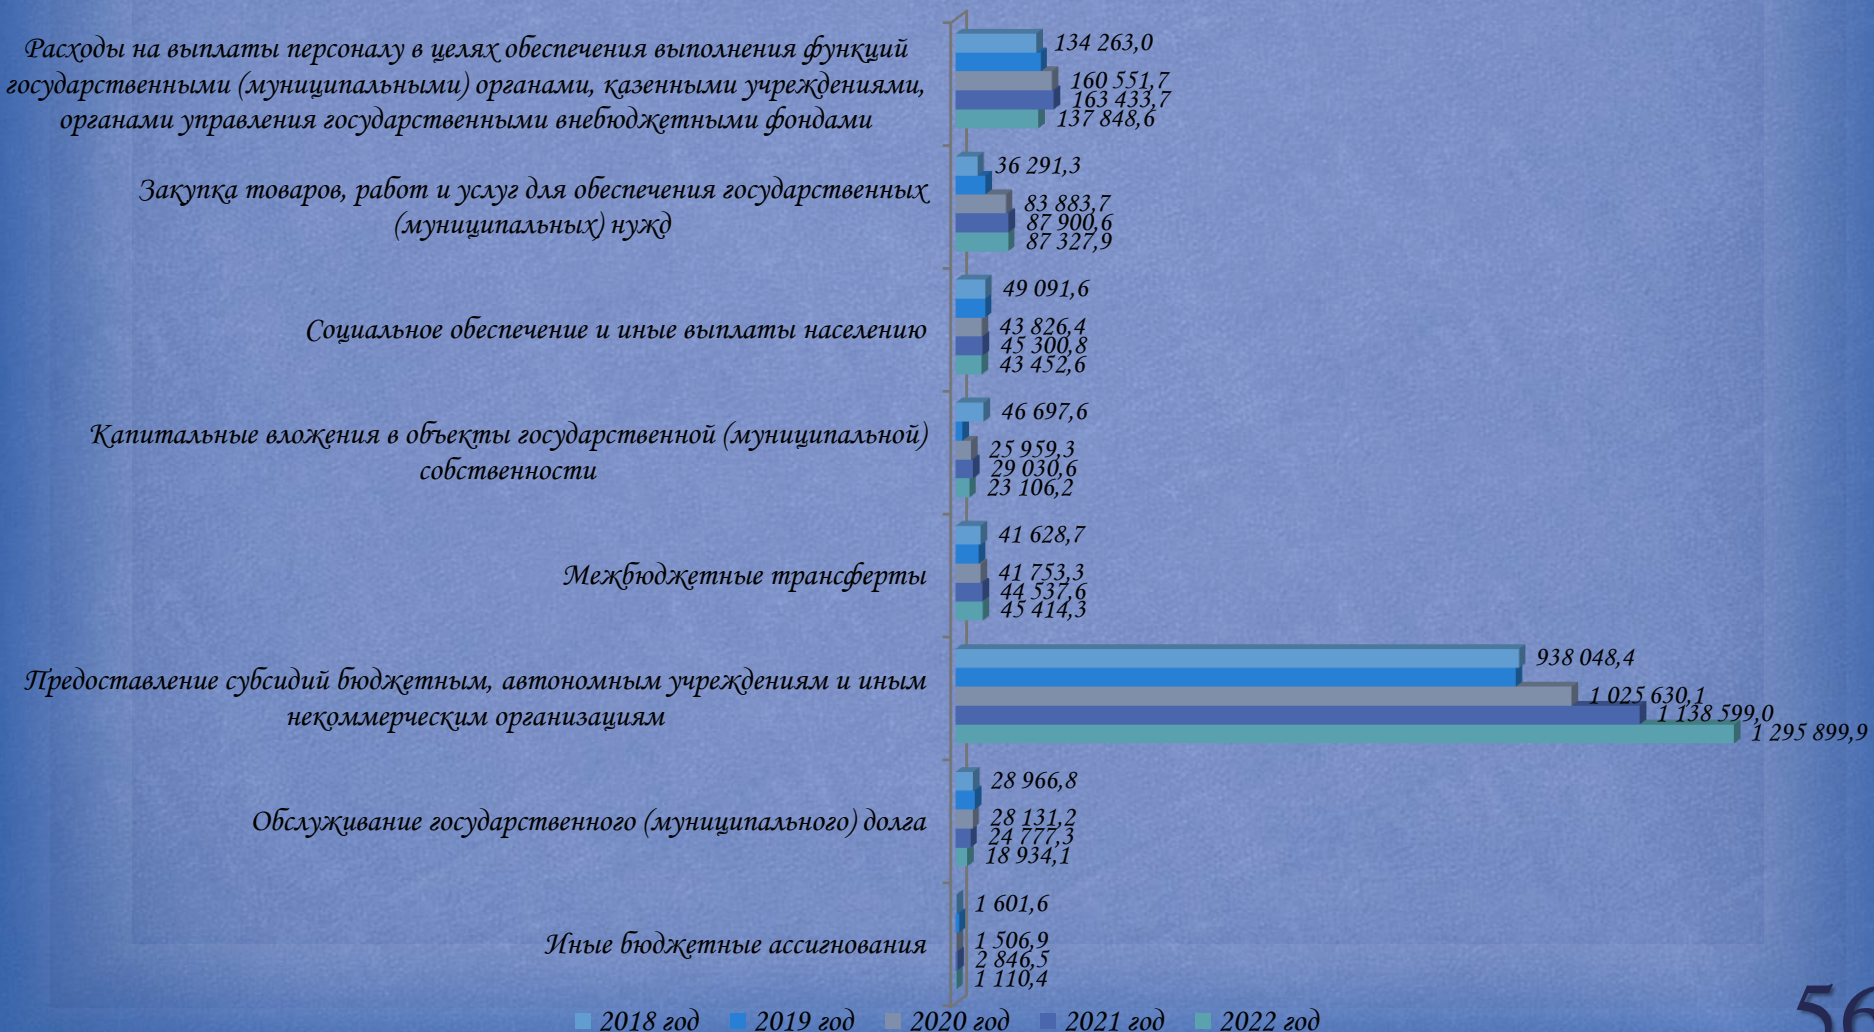 Расходы на выплаты персоналу в целях обеспечения выполнения функций
государственными (муниципальными) органами, казенными учреждениями,
органами управления государственными внебюджетными фондами
134 263,0
160 551,7
163 433,7
137 848,6
Закупка товаров, работ и услуг для обеспечения государственных
(муниципальных) нужд
36 291,3
83 883,7
87 900,6
87 327,9
Социальное обеспечение и иные выплаты населению
49 091,6
43 826,4
45 300,8
43 452,6
Капитальные вложения в объекты государственной (муниципальной)
собственности
46 697,6
25 959,3
29 030,6
23 106,2
Межбюджетные трансферты
41 628,7
41 753,3
44 537,6
45 414,3
Предоставление субсидий бюджетным, автономным учреждениям и иным
некоммерческим организациям
938 048,4
1 025 630,1
1 138 599,0
1 295 899,9
Обслуживание государственного (муниципального) долга
28 966,8
28 131,2
24 777,3
18 934,1
Иные бюджетные ассигнования
1 601,6
1 506,9
2 846,5
1 110,4
2018 год 2019 год 2020 год 2021 год 2022 год
56